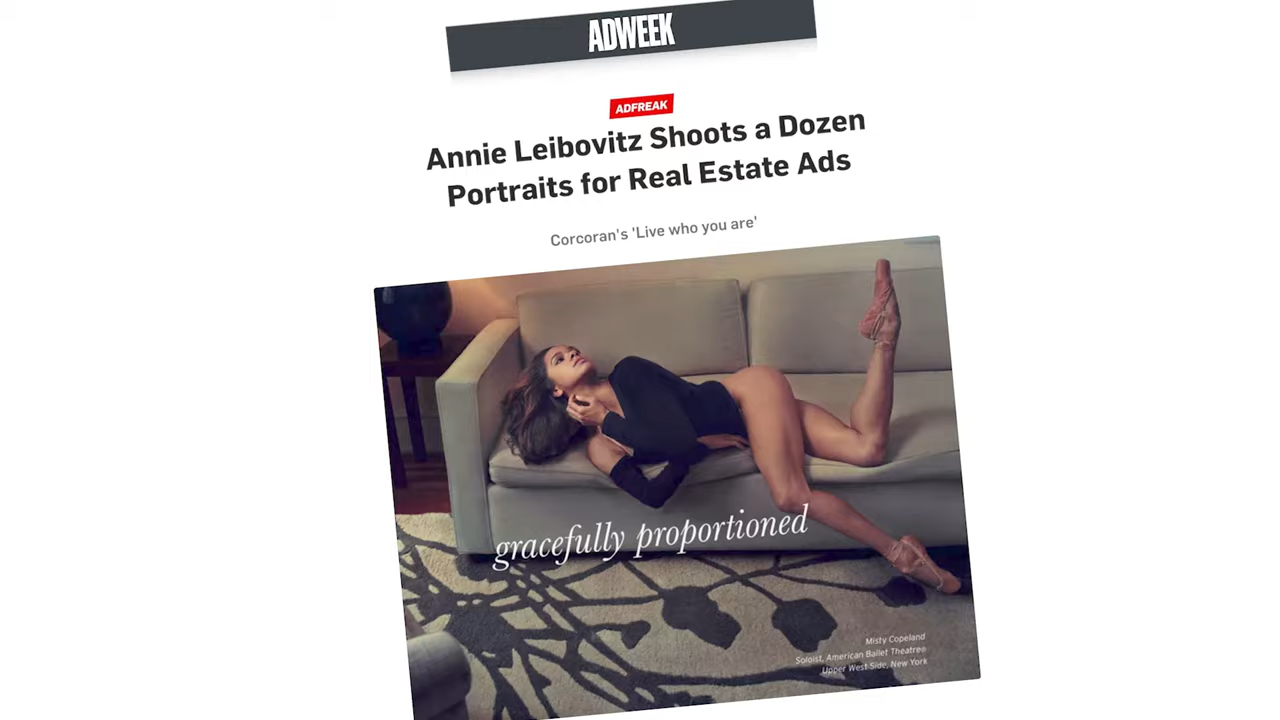 ADWEEK
ADFREAK
Annie Leibovitz Shoots a Dozen
Portraits for Real Estate Ads
Corcoran's 'Live who you are'
gracefully proportioned
Misty Copeland
Soloist, American Ballet Theatre®
Upper West Side, New York